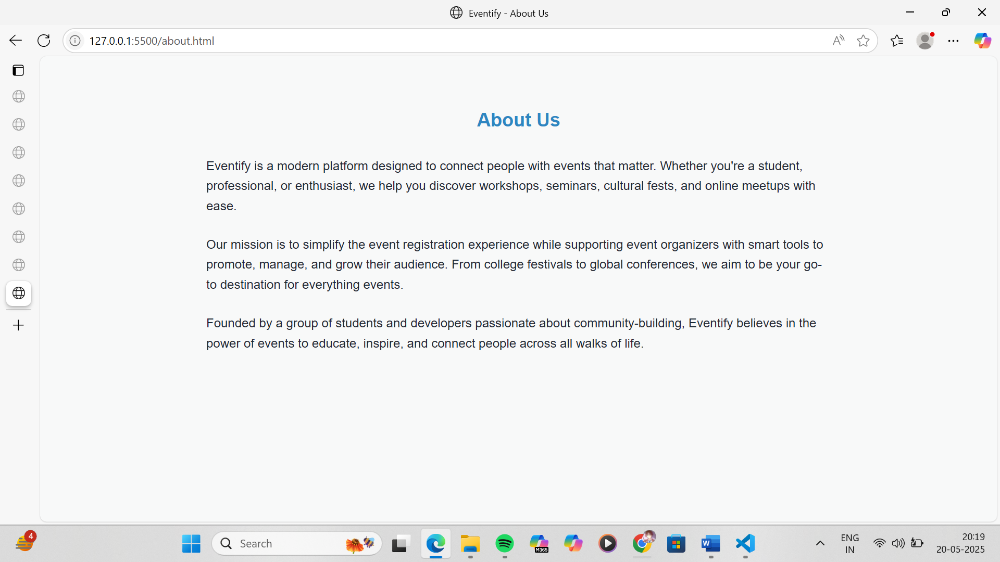 Eventify - About Us
127.0.0.1:5500/about.html
About Us
Eventify is a modern platform designed to connect people with events that matter. Whether you're a student,
professional, or enthusiast, we help you discover workshops, seminars, cultural fests, and online meetups with
ease.
Our mission is to simplify the event registration experience while supporting event organizers with smart tools to
promote, manage, and grow their audience. From college festivals to global conferences, we aim to be your go-
to destination for everything events.
Founded by a group of students and developers passionate about community-building, Eventify believes in the
power of events to educate, inspire, and connect people across all walks of life.
4
Search
M365
W
ENG
IN
20:19
20-05-2025